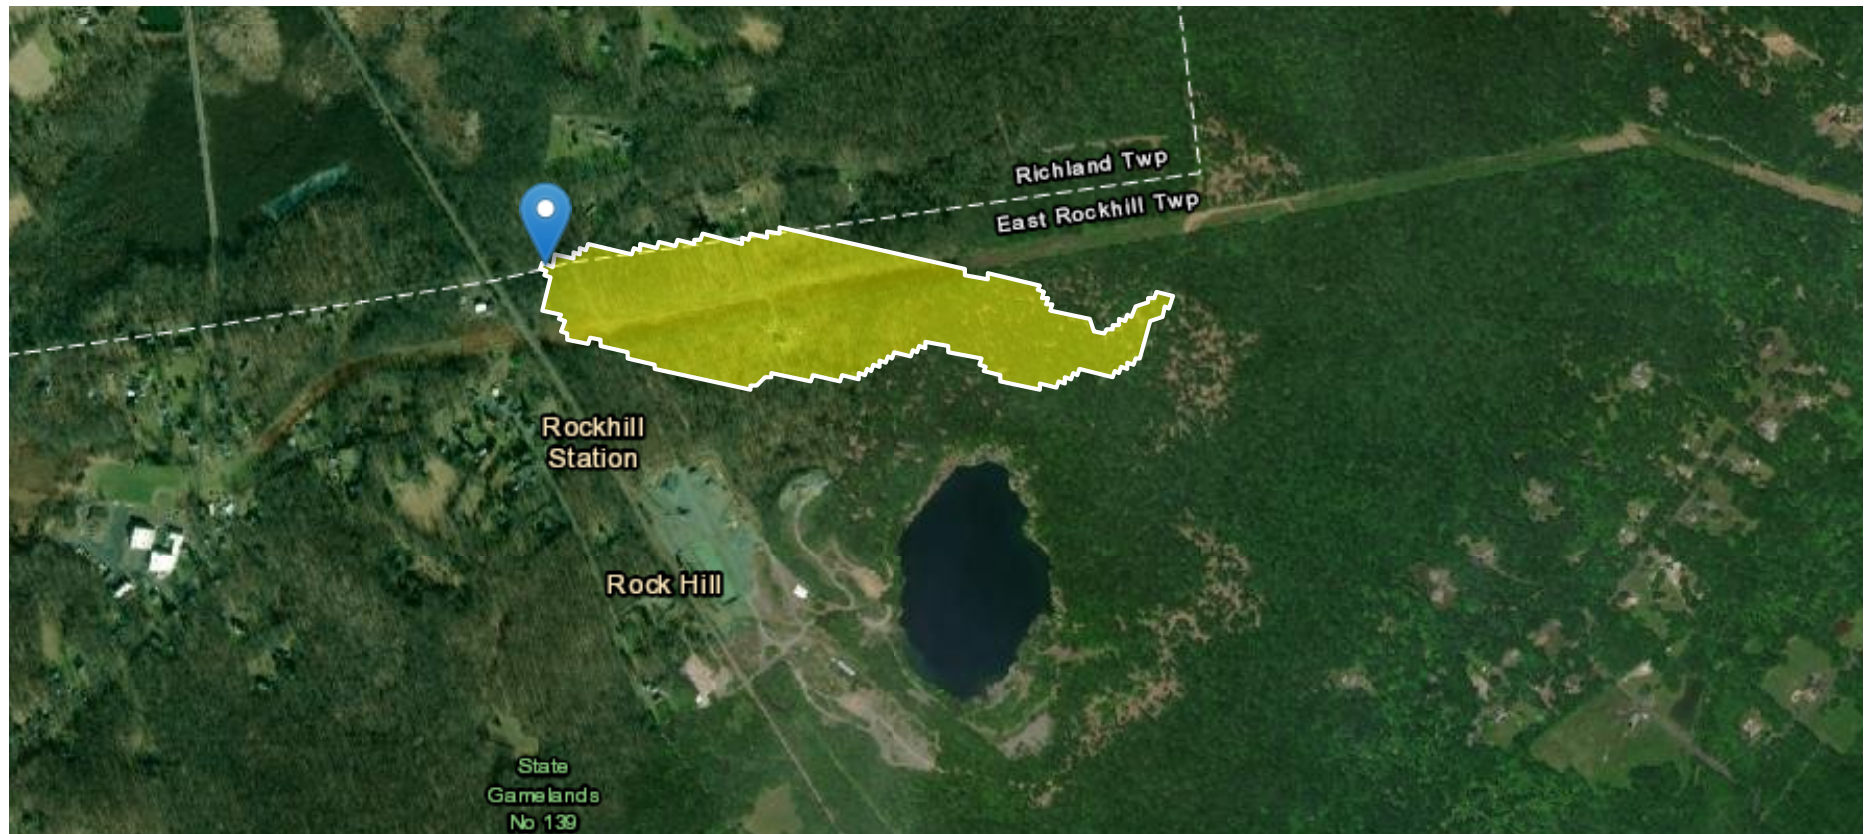 Richland Twp
East Rockhill Twp
Rockhill
Station
Rock Hill
State
Gamelands
No 139